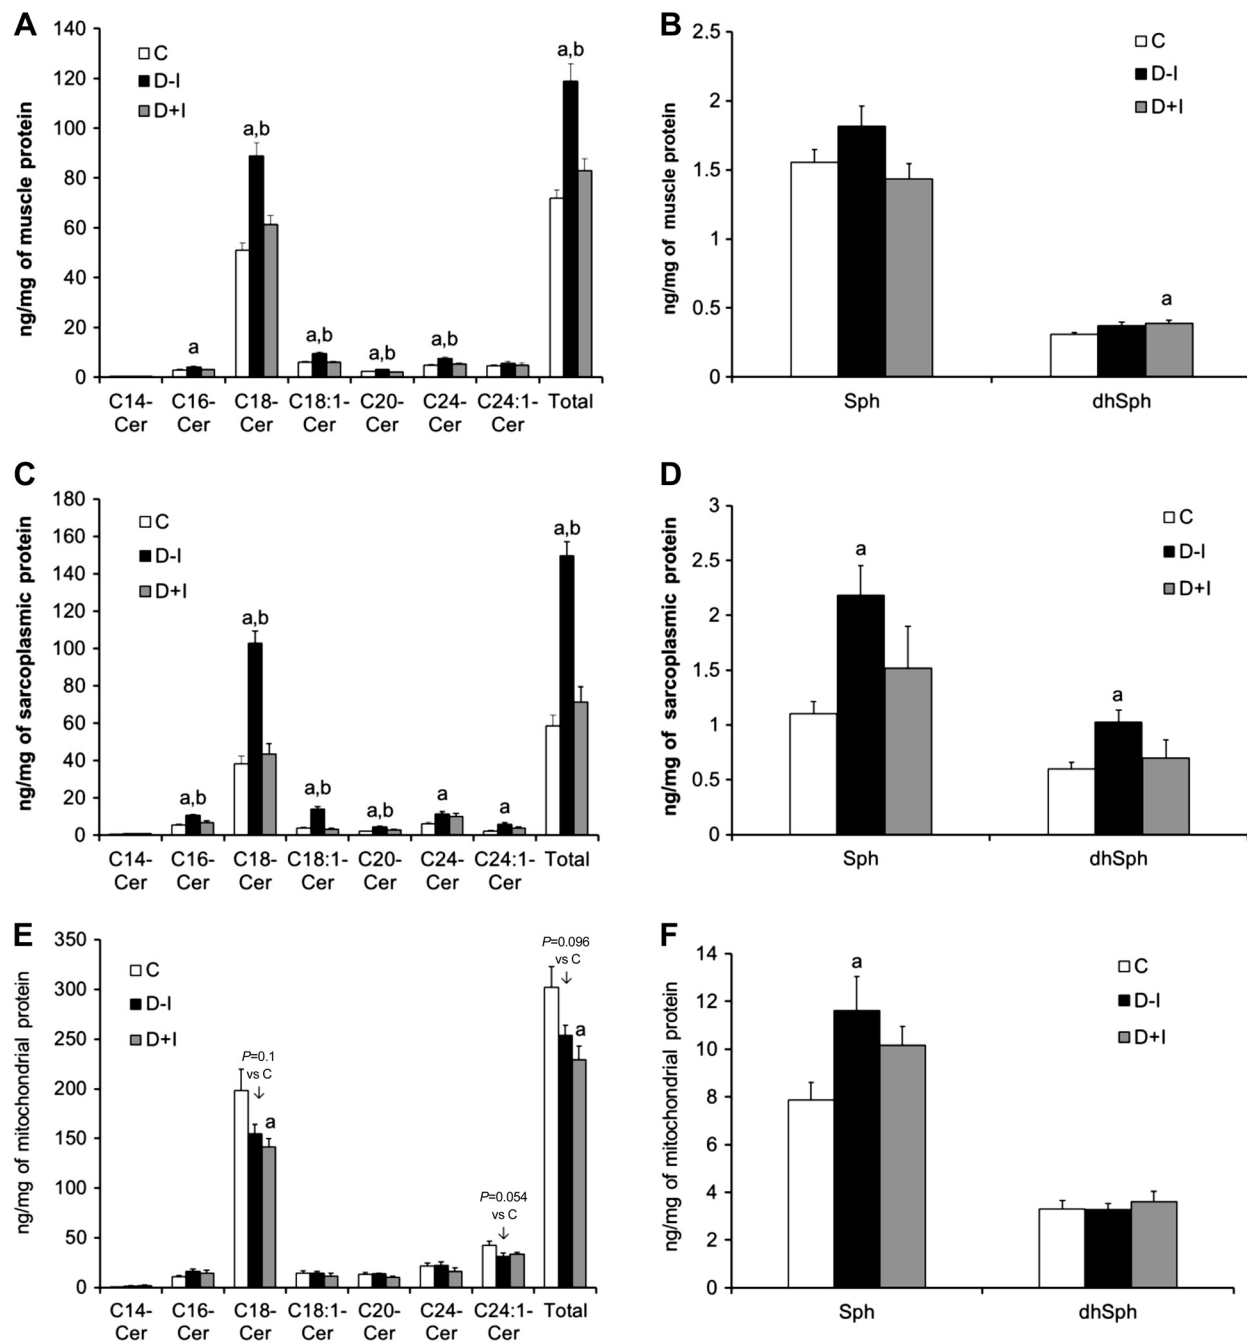 A
ng/mg of muscle protein
140
120
100
80
60
40
20
0
C
D-I
D+I
a
a,b
a,b
a,b
a,b
a,b
C14-Cer
C16-Cer
C18-Cer
C18:1-Cer
C20-Cer
C24-Cer
C24:1-Cer
Total
B
ng/mg of muscle protein
2.5
2
1.5
1
0.5
0
C
D-I
D+I
a
Sph
dhSph
C
ng/mg of sarcoplasmic protein
180
160
140
120
100
80
60
40
20
0
C
D-I
D+I
a,b
a,b
a,b
a,b
a
a
a,b
C14-Cer
C16-Cer
C18-Cer
C18:1-Cer
C20-Cer
C24-Cer
C24:1-Cer
Total
D
ng/mg of sarcoplasmic protein
3
2.5
2
1.5
1
0.5
0
C
D-I
D+I
a
a
Sph
dhSph
E
ng/mg of mitochondrial protein
350
300
250
200
150
100
50
0
C
D-I
D+I
P=0.1
vs C
a
P=0.054
vs C
P=0.096
vs C
a
C14-Cer
C16-Cer
C18-Cer
C18:1-Cer
C20-Cer
C24-Cer
C24:1-Cer
Total
F
ng/mg of mitochondrial protein
14
12
10
8
6
4
2
0
C
D-I
D+I
a
Sph
dhSph